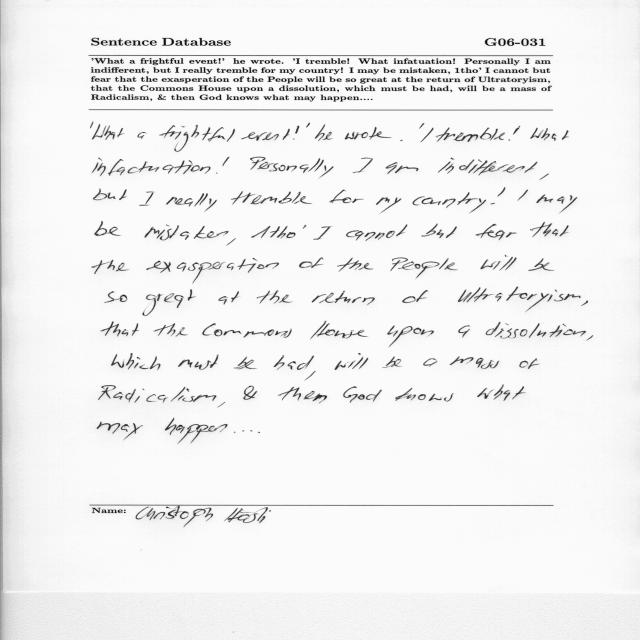 Sentence Database G06-031
'What a frightful event!' he wrote. 'I tremble! What infatuation! Personally I am
indifferent, but I really tremble for my country! I may be mistaken, 1tho' I cannot but
fear that the exasperation of the People will be so great at the return of Ultratoryism,
that the Commons House upon a dissolution, which must be had, will be a mass of
Radicalism, & then God knows what may happen....
'What a frightful event!' he wrote. 'I tremble! What
infactuation! Personally I am indifferent,
but I really tremble for my country! I may
be mistaken, 1tho' I cannot but fear that
the exasperation of the People will be
so great at the return of Ultratoryism,
that the Commons House upon a dissolution,
which must be had, will be a mass of
Radicalism, & then God knows what
may happen....
Name: Christoph